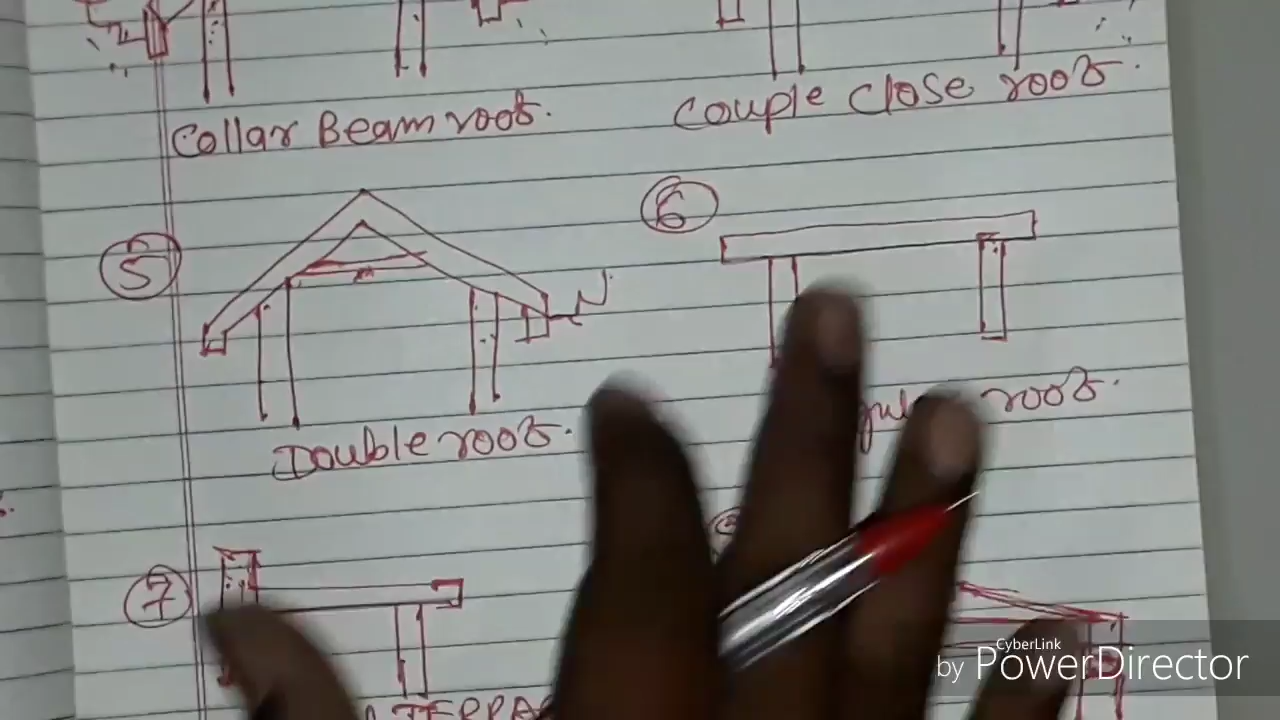 Collar Beam roof.
Couple Close roof.
5
6
N
Double roof.
roof.
7
CyberLink
by PowerDirector